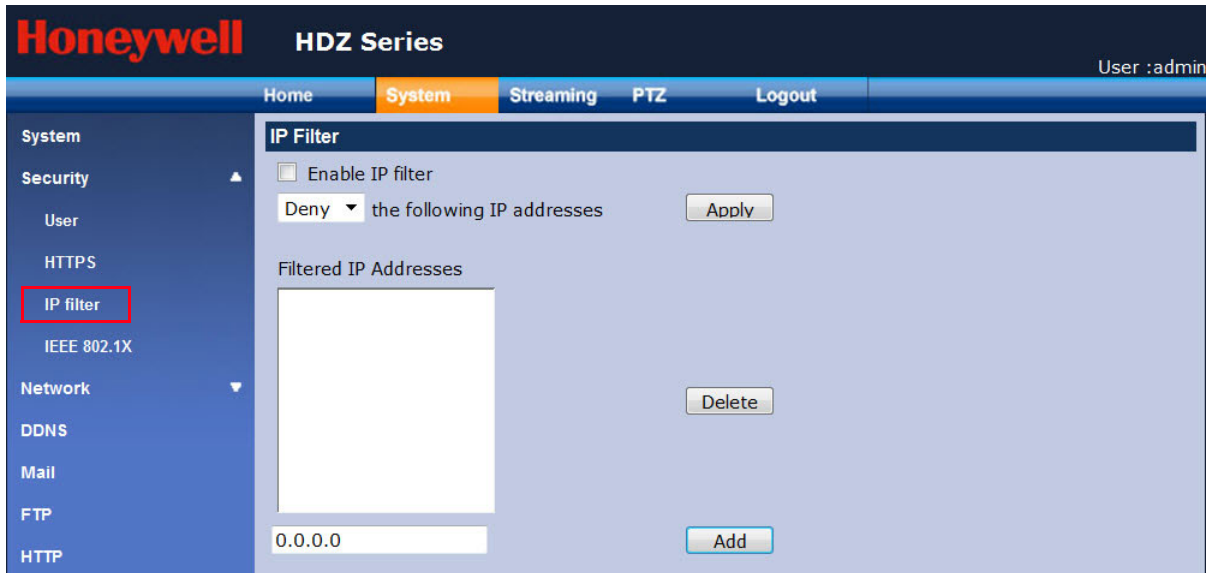 Honeywell HDZ Series
User :admin
Home System Streaming PTZ Logout
System
Security
User
HTTPS
IP filter
IEEE 802.1X
Network
DDNS
Mail
FTP
HTTP
IP Filter
Enable IP filter
Deny the following IP addresses Apply
Filtered IP Addresses
Delete
0.0.0.0 Add